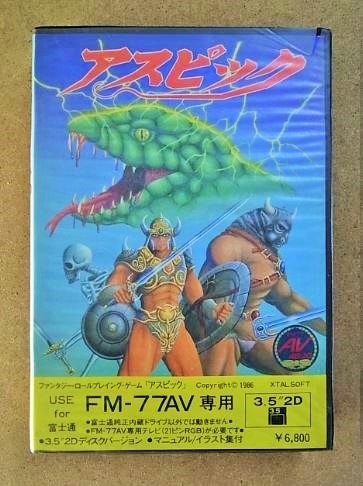 アスピック
AV
ファンタジー・ロールプレイング・ゲーム「アスピック」 Copyright© 1986 XTALSOFT
USE for 富士通
FM-77AV 専用
3.5"2D
3.5
•富士通純正内蔵ドライブ以外では動きません
•FM-77AV専用テレビ(21ピンRGB)が必要です
•3.5"2Dディスクバージョン •マニュアル/イラスト集付
¥6,800